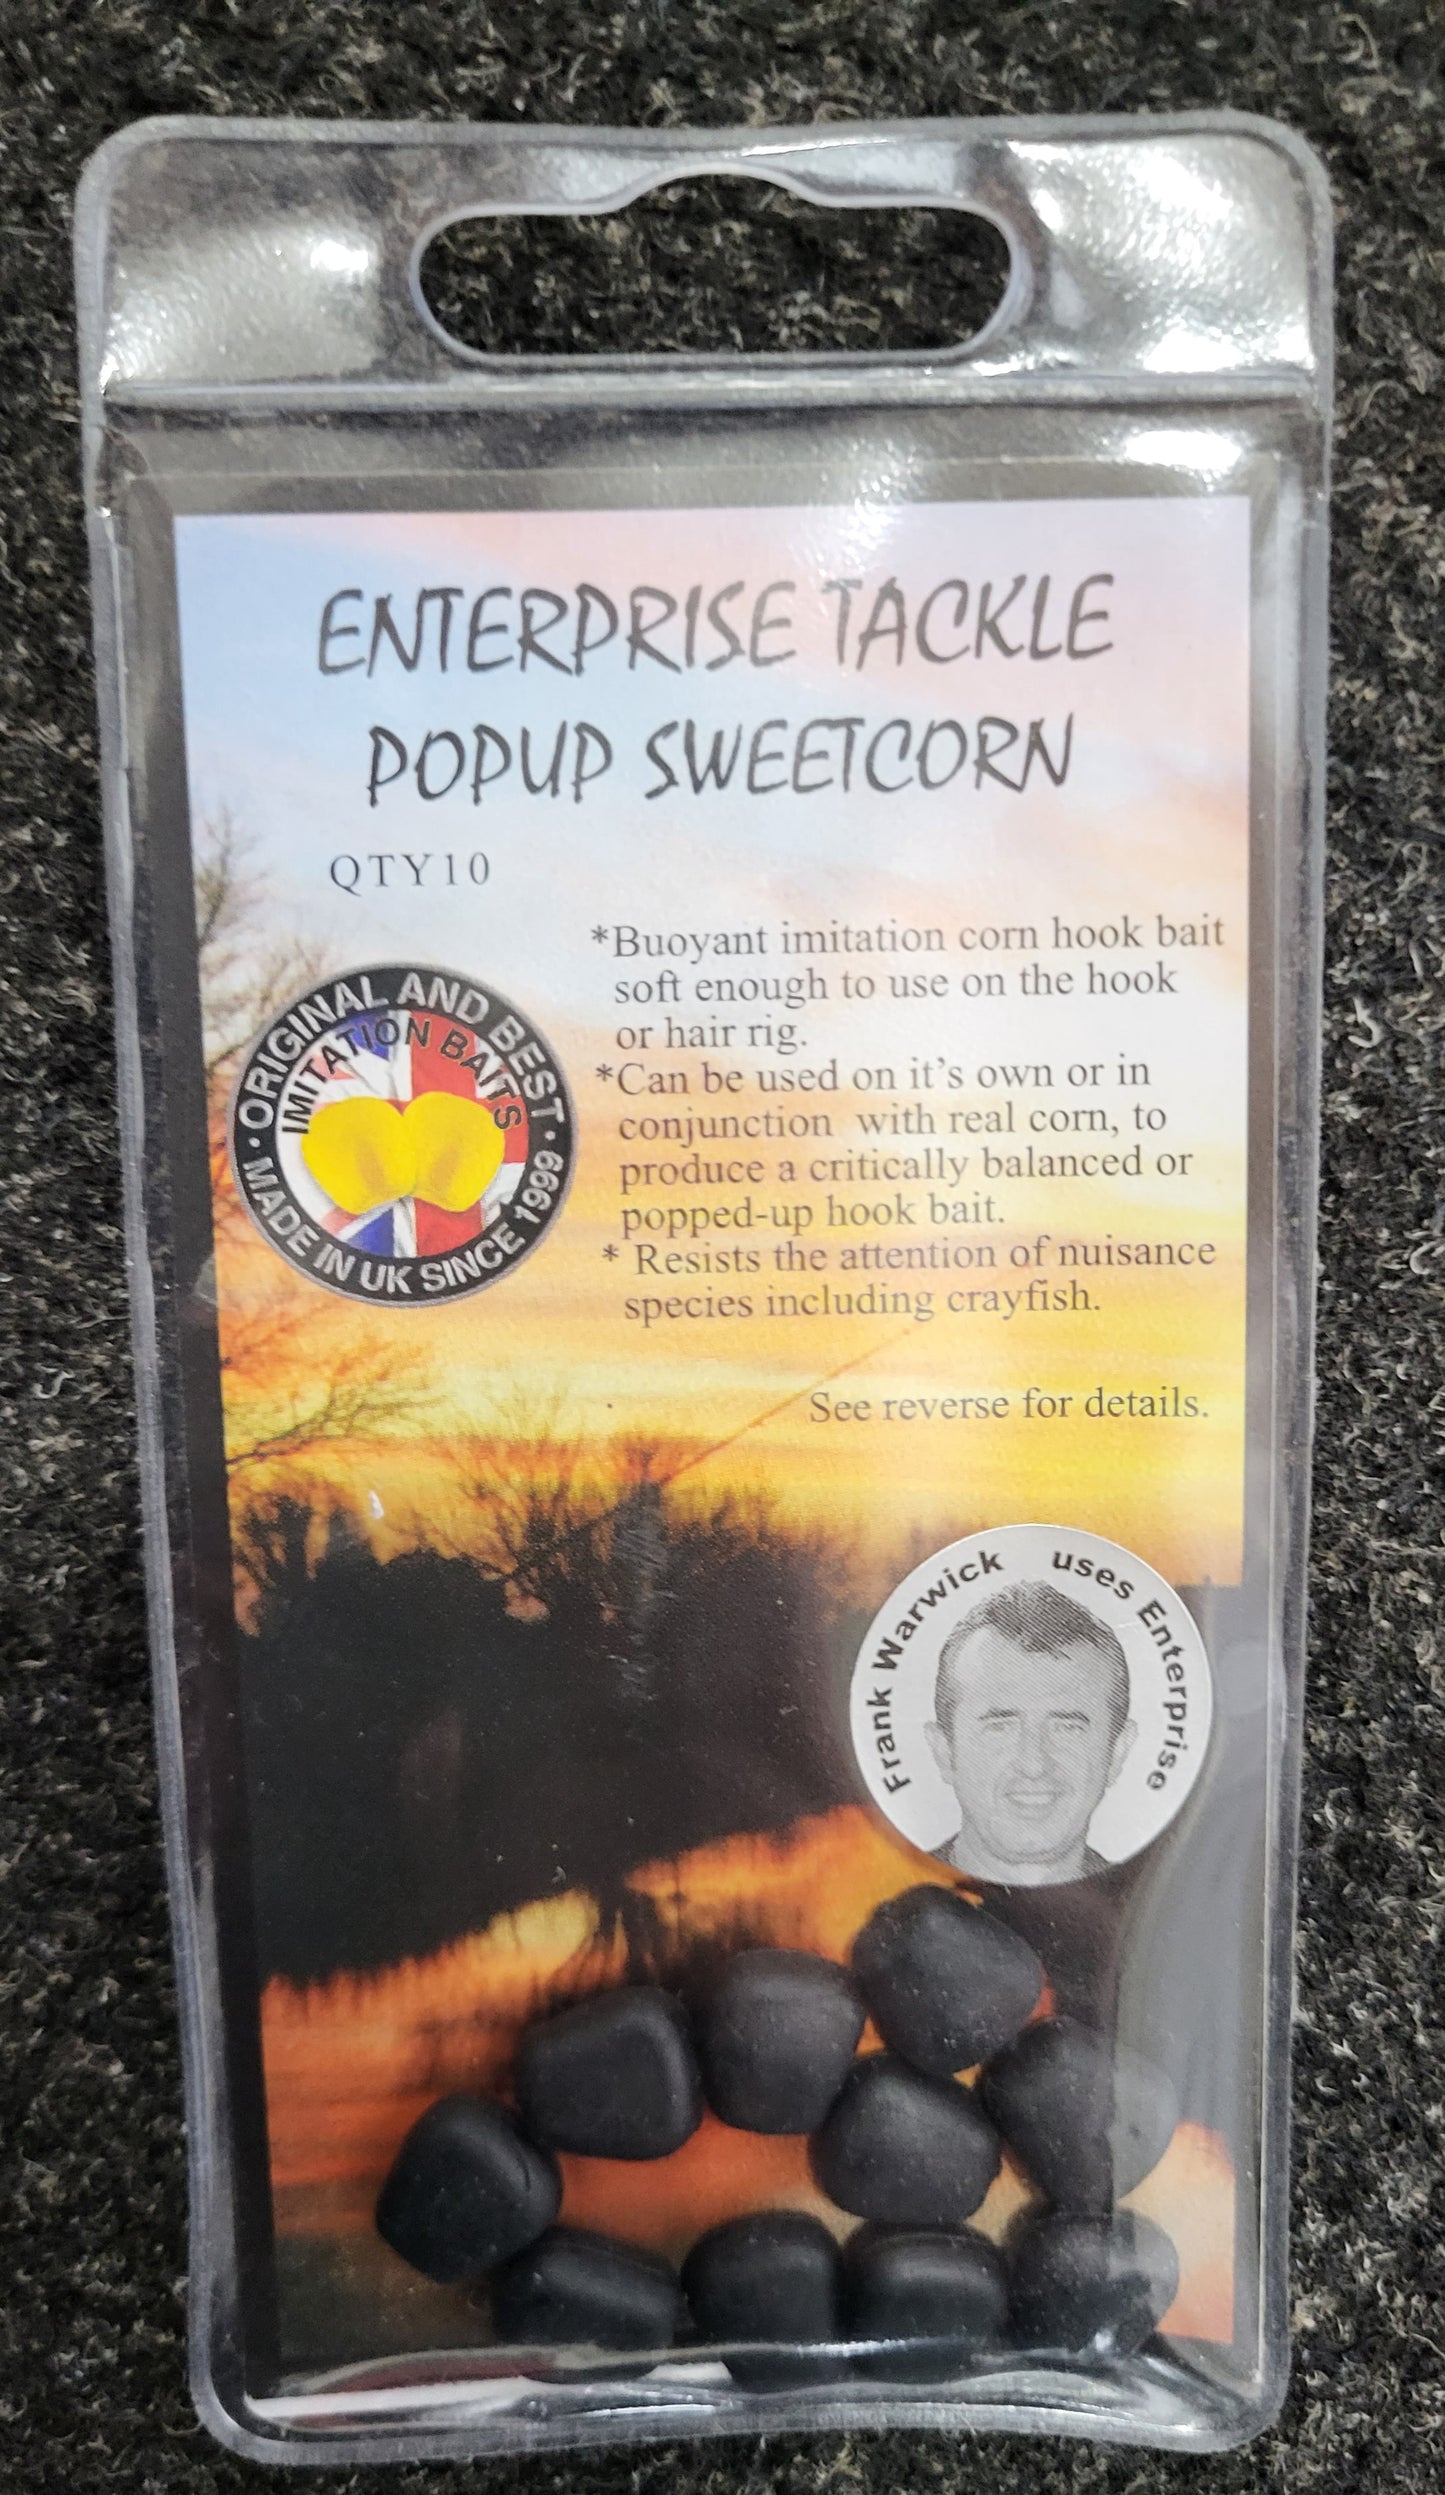 ENTERPRISE TACKLE
POPUP SWEETCORN
QTY10
*Buoyant imitation corn hook bait
soft enough to use on the hook
or hair rig.
*Can be used on it's own or in
conjunction with real corn, to
produce a critically balanced or
popped-up hook bait.
* Resists the attention of nuisance
species including crayfish.
See reverse for details.
ORIGINAL AND BEST
IMITATION BAITS
· MADE IN UK SINCE 1999 ·
Frank Warwick uses Enterprise